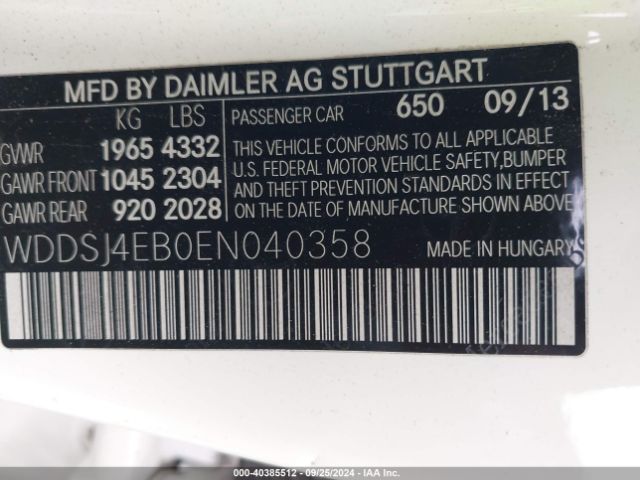 MFD BY DAIMLER AG STUTTGART
KG LBS
GVWR 1965 4332
GAWR FRONT 1045 2304
GAWR REAR 920 2028
PASSENGER CAR 650 09/13
THIS VEHICLE CONFORMS TO ALL APPLICABLE
U.S. FEDERAL MOTOR VEHICLE SAFETY, BUMPER
AND THEFT PREVENTION STANDARDS IN EFFECT
ON THE DATE OF MANUFACTURE SHOWN ABOVE
WDDSJ4EB0EN040358 MADE IN HUNGARY
000-40385512 - 09/25/2024 - IAA Inc.